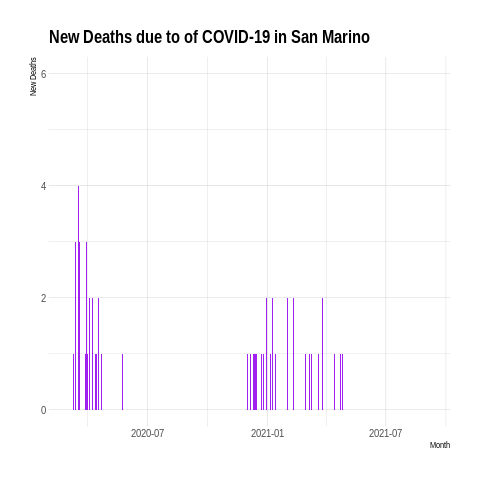 New Deaths due to of COVID-19 in San Marino
New Deaths
6
4
2
0
2020-07 2021-01 2021-07
Month